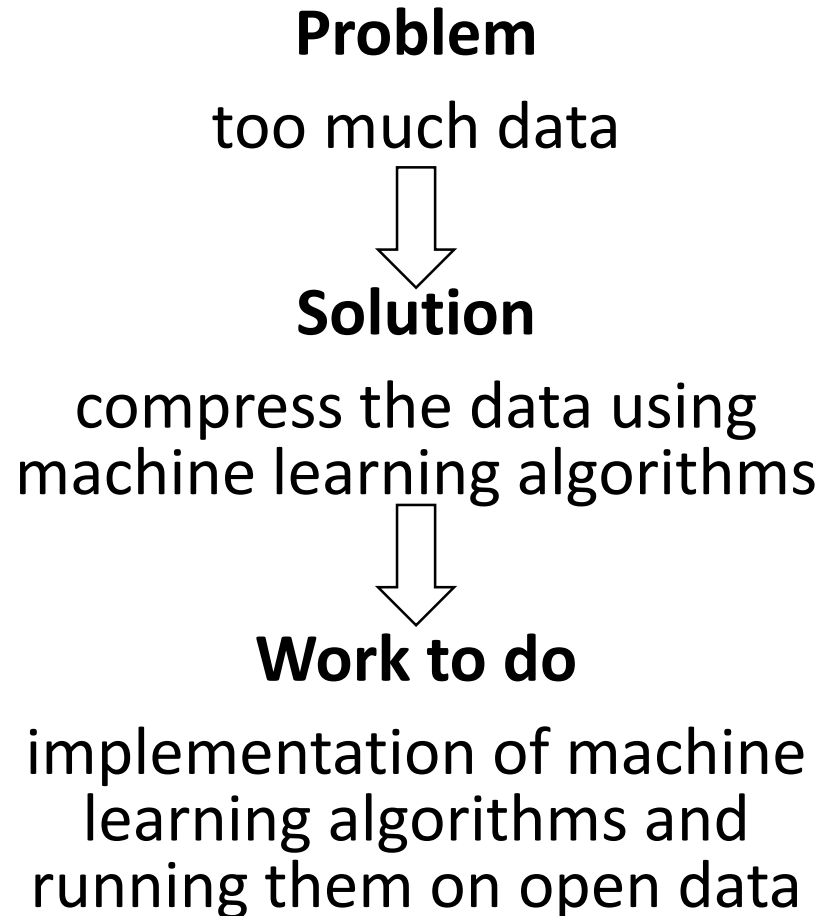 Problem
too much data
Solution
compress the data using
machine learning algorithms
Work to do
implementation of machine
learning algorithms and
running them on open data